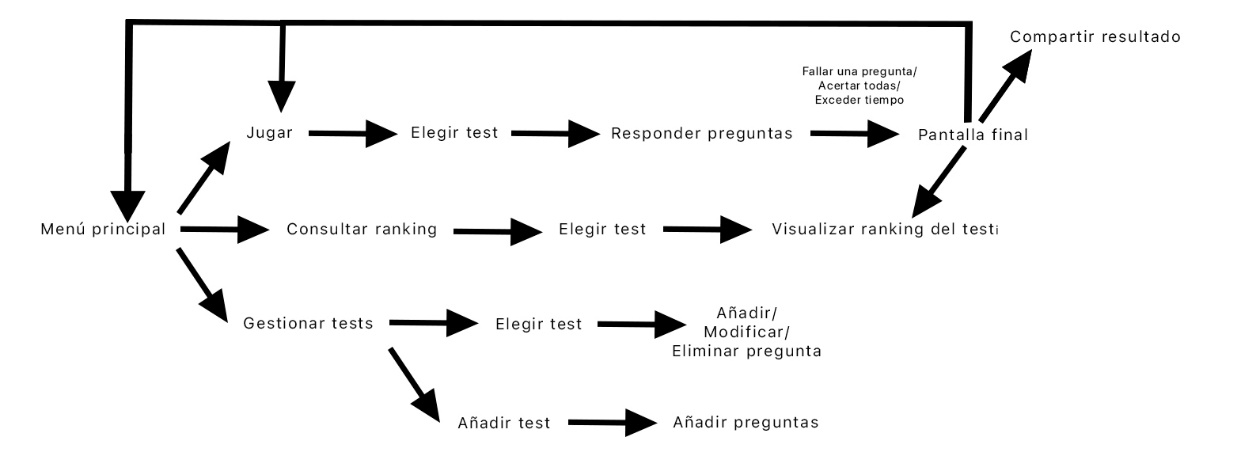 Compartir resultado
Fallar una pregunta/
Acertar todas/
Exceder tiempo
Jugar
Elegir test
Responder preguntas
Pantalla final
Menú principal
Consultar ranking
Elegir test
Visualizar ranking del testi
Gestionar tests
Elegir test
Añadir/
Modificar/
Eliminar pregunta
Añadir test
Añadir preguntas